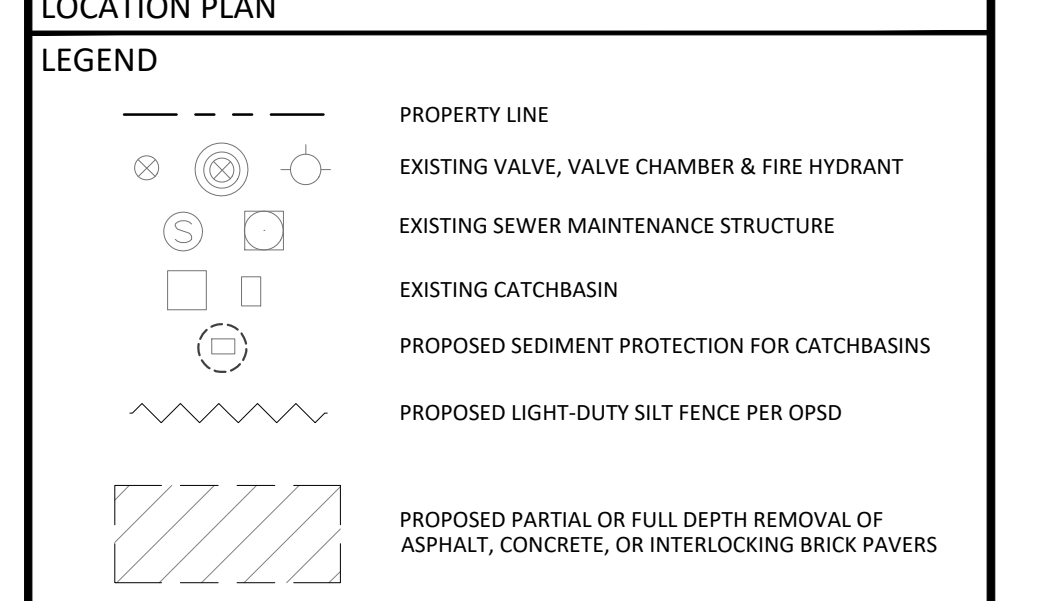 LOCATION PLAN
LEGEND
PROPERTY LINE
EXISTING VALVE, VALVE CHAMBER & FIRE HYDRANT
S
EXISTING SEWER MAINTENANCE STRUCTURE
EXISTING CATCHBASIN
PROPOSED SEDIMENT PROTECTION FOR CATCHBASINS
PROPOSED LIGHT-DUTY SILT FENCE PER OPSD
PROPOSED PARTIAL OR FULL DEPTH REMOVAL OF
ASPHALT, CONCRETE, OR INTERLOCKING BRICK PAVERS